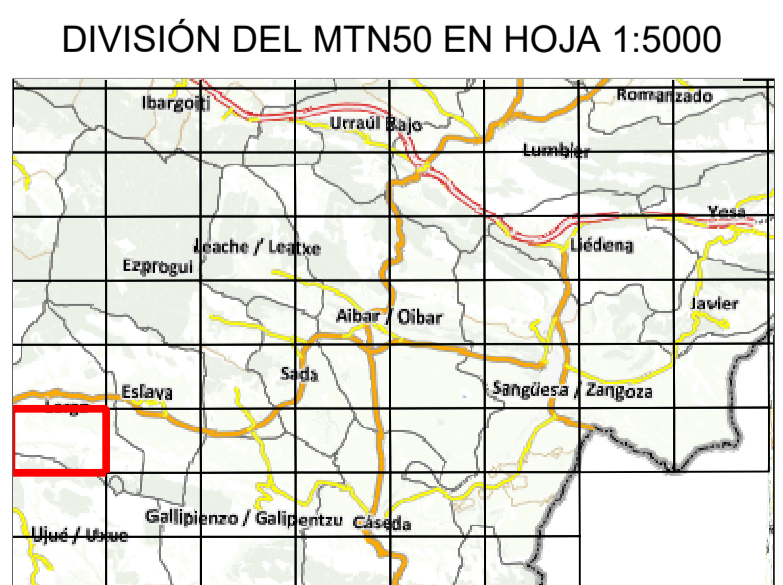 DIVISIÓN DEL MTN50 EN HOJA 1:5000
Romanzado
Ibargoiti
Urraúl Bajo
Lumbier
Yesa
Leache / Leatxe
Liédena
Ezprogui
Javier
Aibar / Oibar
Sada
Eslava
Sangüesa / Zangoza
Gallipienzo / Galipentzu
Cáseda
Ujué / Uxue